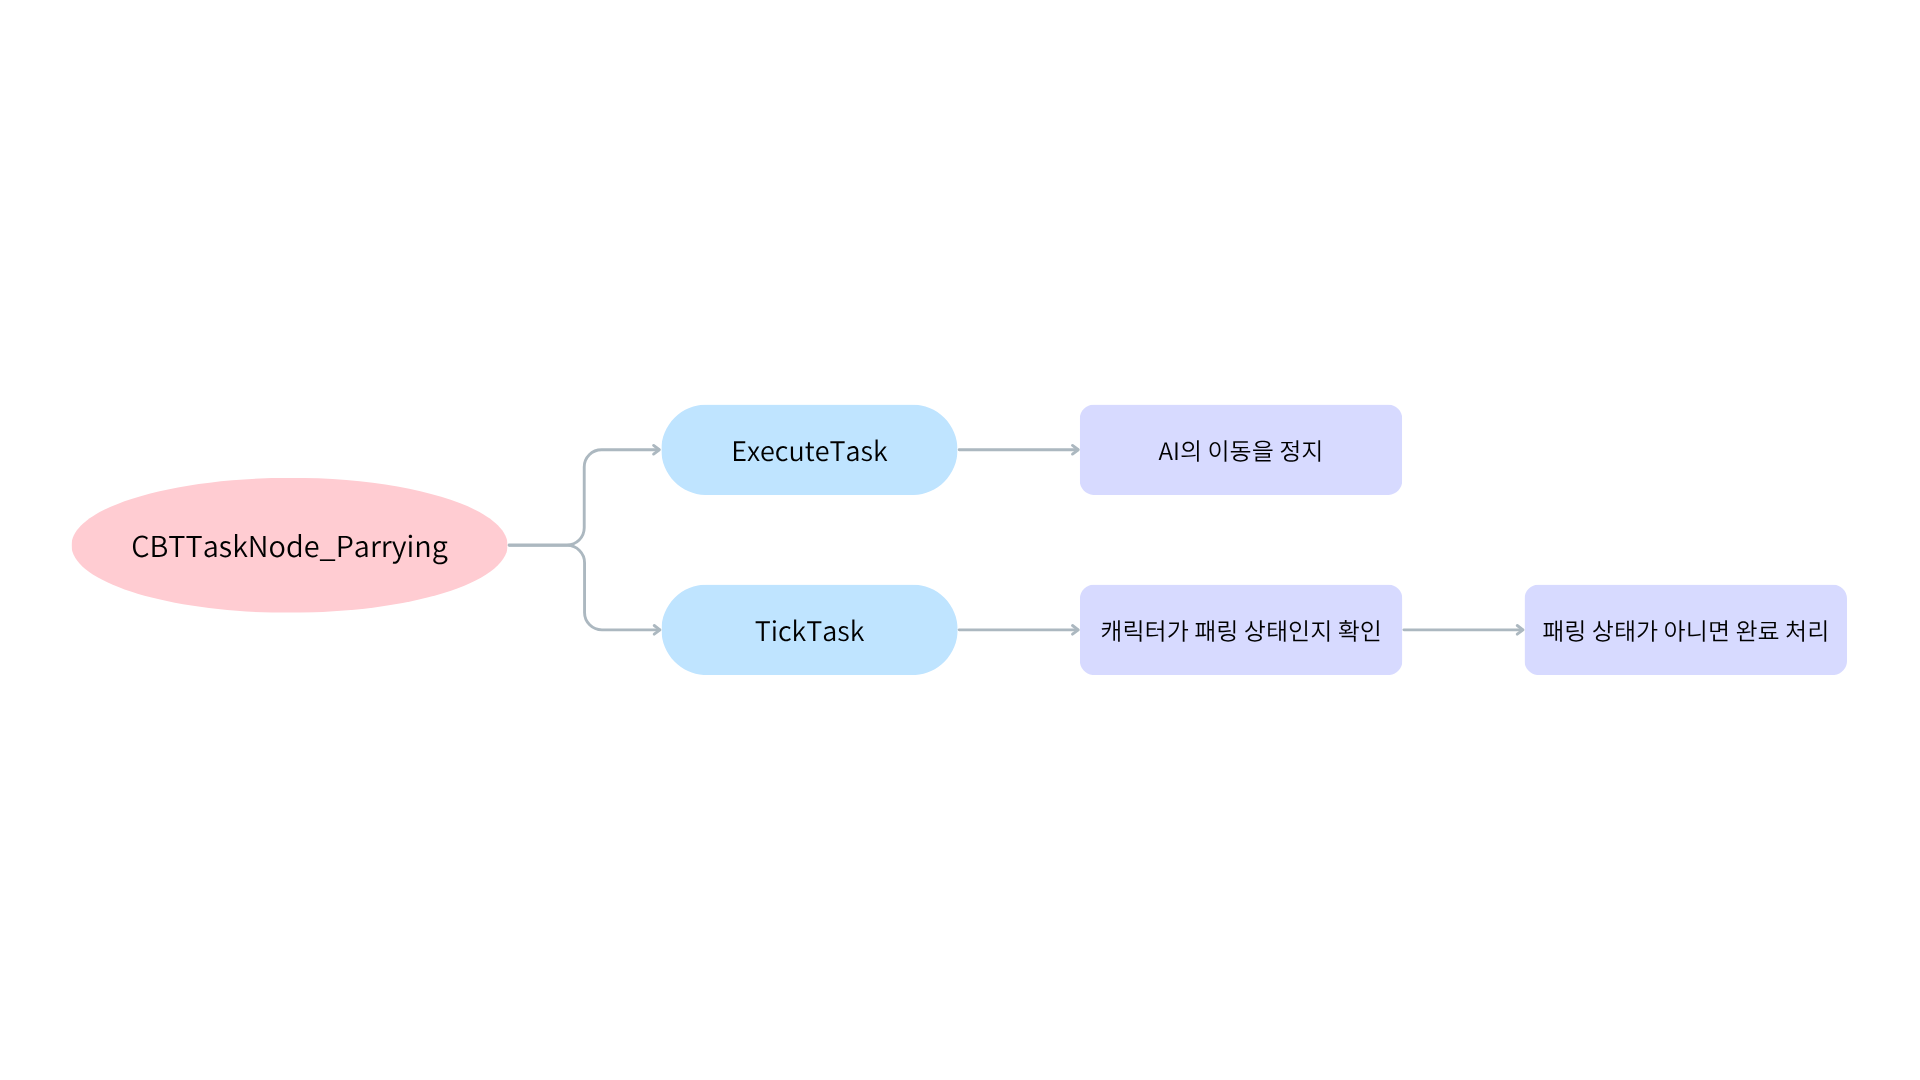 CBTTaskNode_Parrying
ExecuteTask
AI의 이동을 정지
TickTask
캐릭터가 패링 상태인지 확인
패링 상태가 아니면 완료 처리